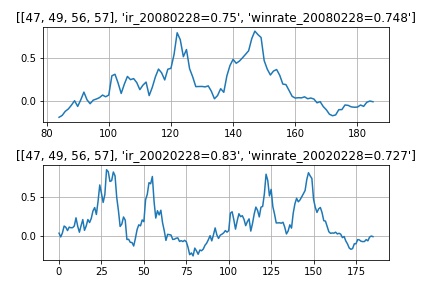 [[47, 49, 56, 57], 'ir_20080228=0.75', 'winrate_20080228=0.748']
0.5
0.0
80 100 120 140 160 180
[[47, 49, 56, 57], 'ir_20020228=0.83', 'winrate_20020228=0.727']
0.5
0.0
0 25 50 75 100 125 150 175